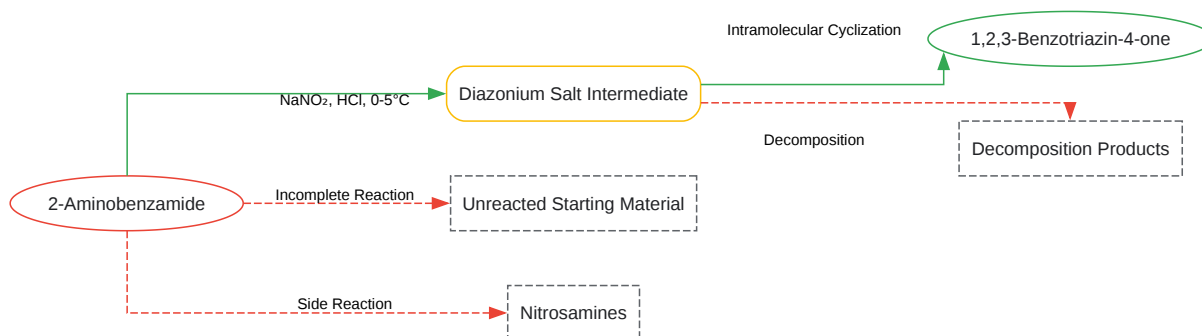 Intramolecular Cyclization
1,2,3-Benzotriazin-4-one
NaNO₂, HCl, 0-5°C
Diazonium Salt Intermediate
Decomposition
Decomposition Products
2-Aminobenzamide
Incomplete Reaction
Unreacted Starting Material
Side Reaction
Nitrosamines